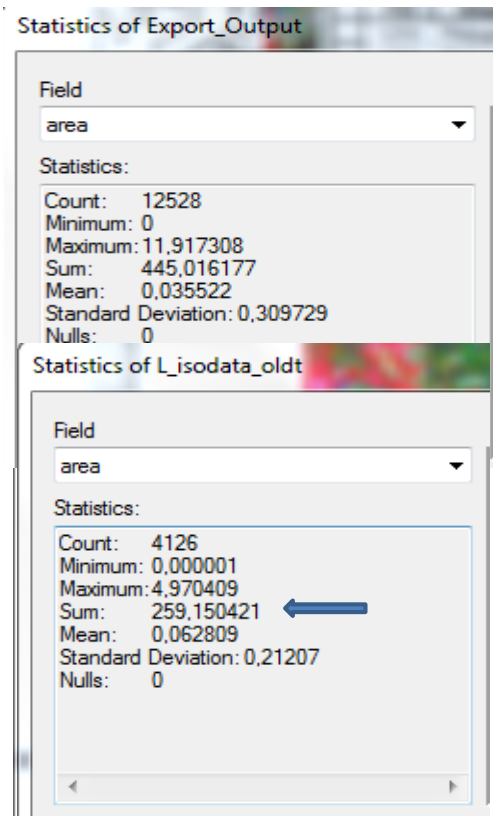 Statistics of Export_Output
Field
area
Statistics:
Count: 12528
Minimum: 0
Maximum: 11,917308
Sum: 445,016177
Mean: 0,035522
Standard Deviation: 0,309729
Nulls: 0
Statistics of L_isodata_oldt
Field
area
Statistics:
Count: 4126
Minimum: 0,000001
Maximum: 4,970409
Sum: 259,150421
Mean: 0,062809
Standard Deviation: 0,21207
Nulls: 0